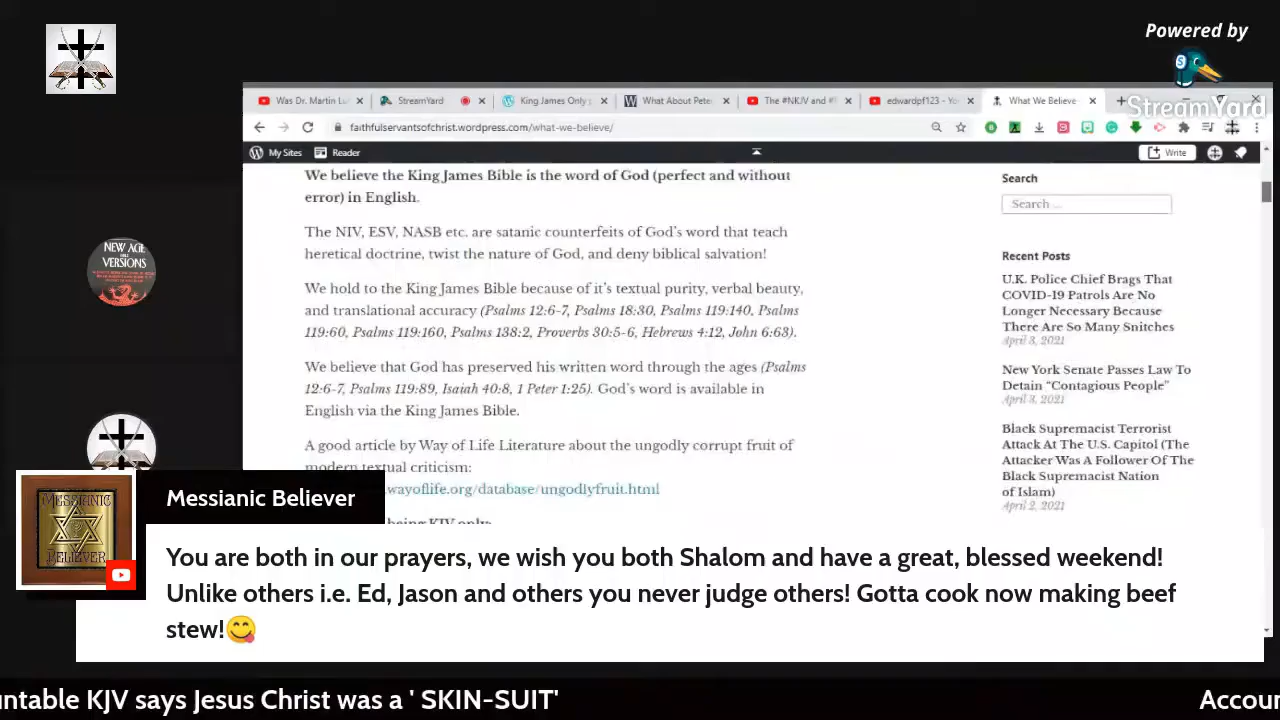 Powered by
StreamYard
Was Dr. Martin Lu
StreamYard
King James Only
What About Pete
The #NKJV and #
edwardpf123 - Yo
What We Believe
faithfulservantsofchrist.wordpress.com/what-we-believe/
My Sites
Reader
Write
We believe the King James Bible is the word of God (perfect and without
error) in English.
The NIV, ESV, NASB etc. are satanic counterfeits of God's word that teach
heretical doctrine, twist the nature of God, and deny biblical salvation!
We hold to the King James Bible because of it's textual purity, verbal beauty,
and translational accuracy (Psalms 12:6-7, Psalms 18:30, Psalms 119:140, Psalms
119:60, Psalms 119:160, Psalms 138:2, Proverbs 30:5-6, Hebrews 4:12, John 6:63).
We believe that God has preserved his written word through the ages (Psalms
12:6-7, Psalms 119:89, Isaiah 40:8, 1 Peter 1:25). God's word is available in
English via the King James Bible.
A good article by Way of Life Literature about the ungodly corrupt fruit of
modern textual criticism:
.wayoflife.org/database/ungodlyfruit.html
being KJV only:
Search
Search ...
Recent Posts
U.K. Police Chief Brags That
COVID-19 Patrols Are No
Longer Necessary Because
There Are So Many Snitches
April 3, 2021
New York Senate Passes Law To
Detain "Contagious People"
April 3, 2021
Black Supremacist Terrorist
Attack At The U.S. Capitol (The
Attacker Was A Follower Of The
Black Supremacist Nation
of Islam)
April 2, 2021
NEW AGE
VERSIONS
MESSIANIC
BELIEVER
Messianic Believer
You are both in our prayers, we wish you both Shalom and have a great, blessed weekend!
Unlike others i.e. Ed, Jason and others you never judge others! Gotta cook now making beef
stew!😋
untable KJV says Jesus Christ was a ' SKIN-SUIT'
Accour